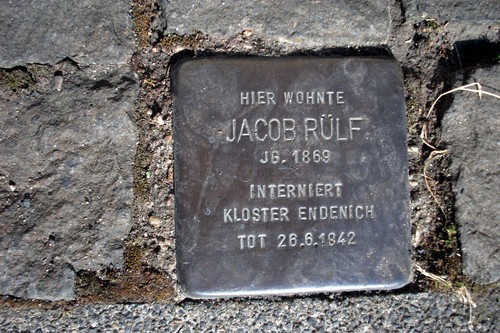 HIER WOHNTE
JACOB RÜLF
JG. 1869
INTERNIERT
KLOSTER ENDENICH
TOT 26.6.1942